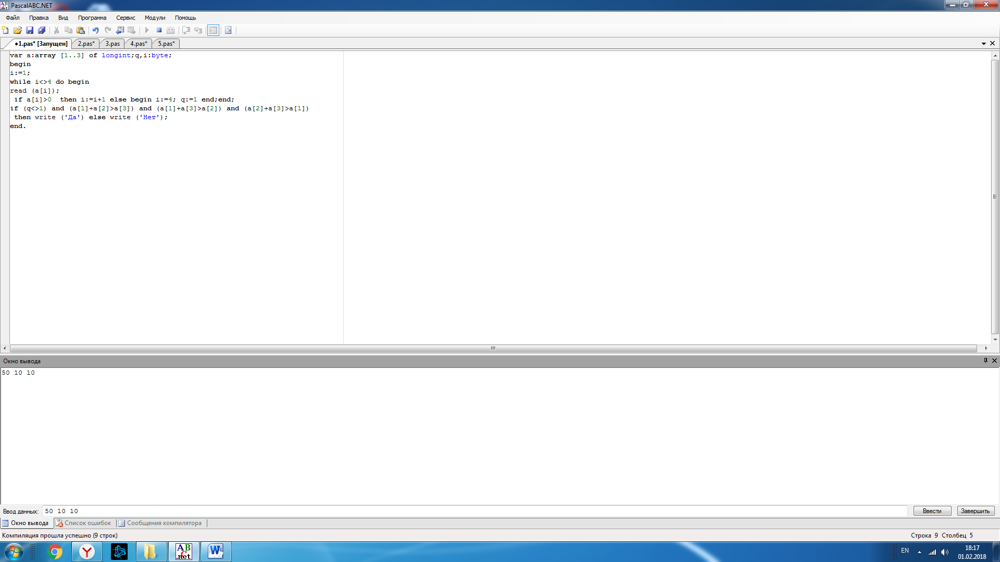 PascalABC.NET
Файл Правка Вид Программа Сервис Модули Помощь
•1.pas* [Запущен] 2.pas* 3.pas 4.pas* 5.pas*
var a:array [1..3] of longint;q,i:byte;
begin
i:=1;
while i<>4 do begin
read (a[i]);
if a[i]>0  then i:=i+1 else begin i:=4; q:=1 end;end;
if (q<>1) and (a[1]+a[2]>a[3]) and (a[1]+a[3]>a[2]) and (a[2]+a[3]>a[1])
then write ('Да') else write ('Нет');
end.
Окно вывода
50 10 10
Ввод данных: 50 10 10 Ввести Завершить
Окно вывода Список ошибок Сообщения компилятора
Компиляция прошла успешно (9 строк) Строка 9 Столбец 5
ABC.net W EN 18:17
01.02.2018